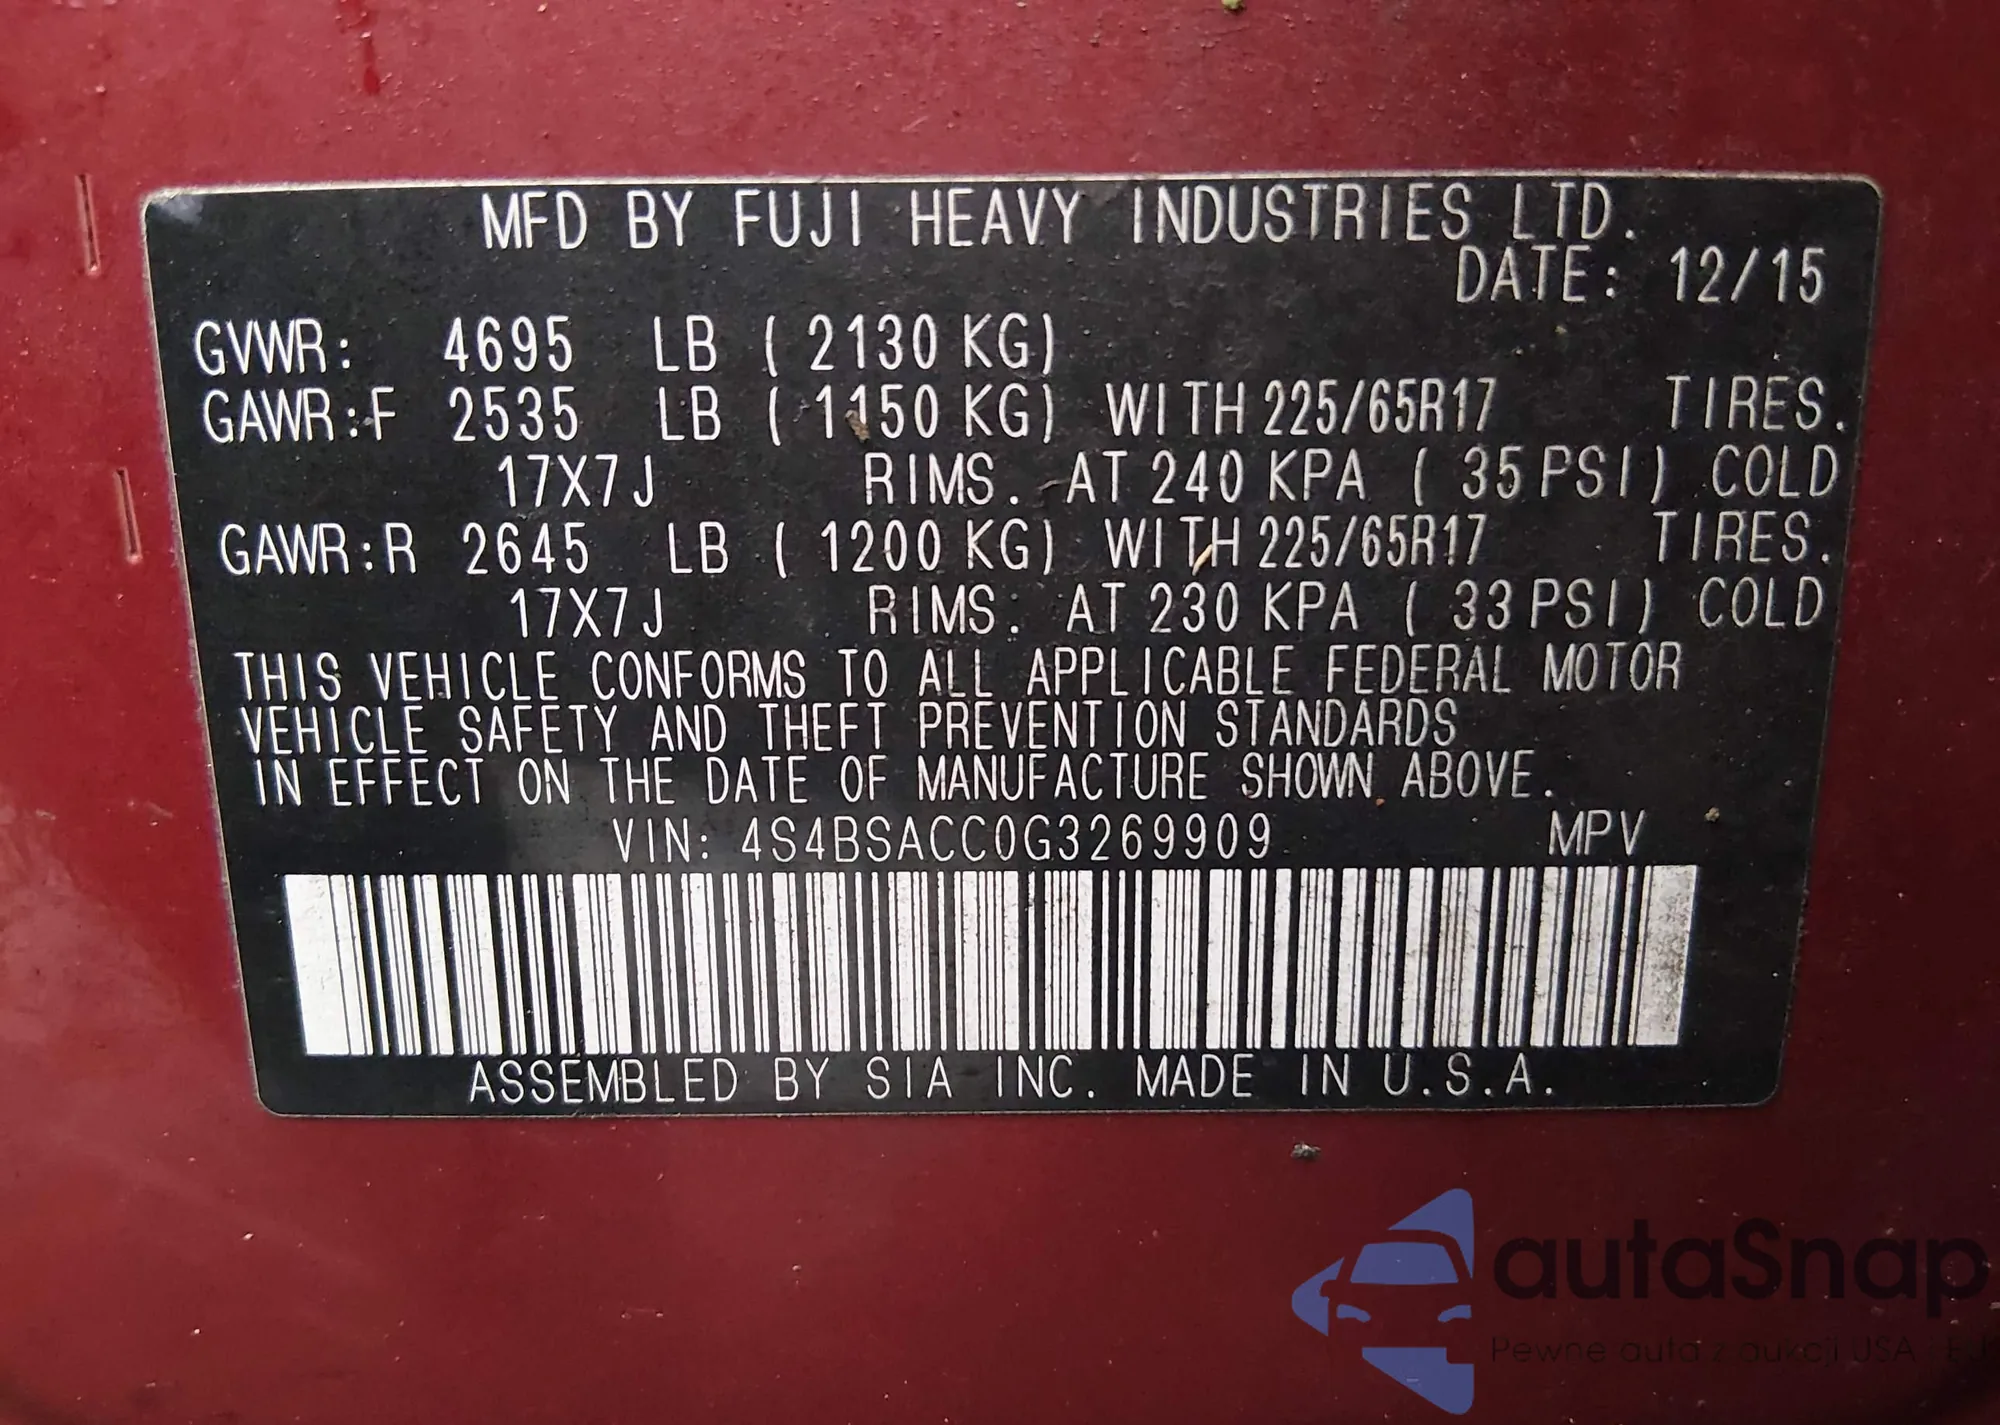 MFD BY FUJI HEAVY INDUSTRIES LTD.
DATE: 12/15
GVWR: 4695 LB ( 2130 KG)
GAWR:F 2535 LB ( 1150 KG) WITH 225/65R17 TIRES.
17X7J RIMS. AT 240 KPA ( 35 PSI) COLD
GAWR:R 2645 LB ( 1200 KG) WITH 225/65R17 TIRES.
17X7J RIMS. AT 230 KPA ( 33 PSI) COLD
THIS VEHICLE CONFORMS TO ALL APPLICABLE FEDERAL MOTOR
VEHICLE SAFETY AND THEFT PREVENTION STANDARDS
IN EFFECT ON THE DATE OF MANUFACTURE SHOWN ABOVE.
VIN: 4S4BSACC0G3269909 MPV
ASSEMBLED BY SIA INC. MADE IN U.S.A.
autaSnap
Pewne auta z aukcji USA